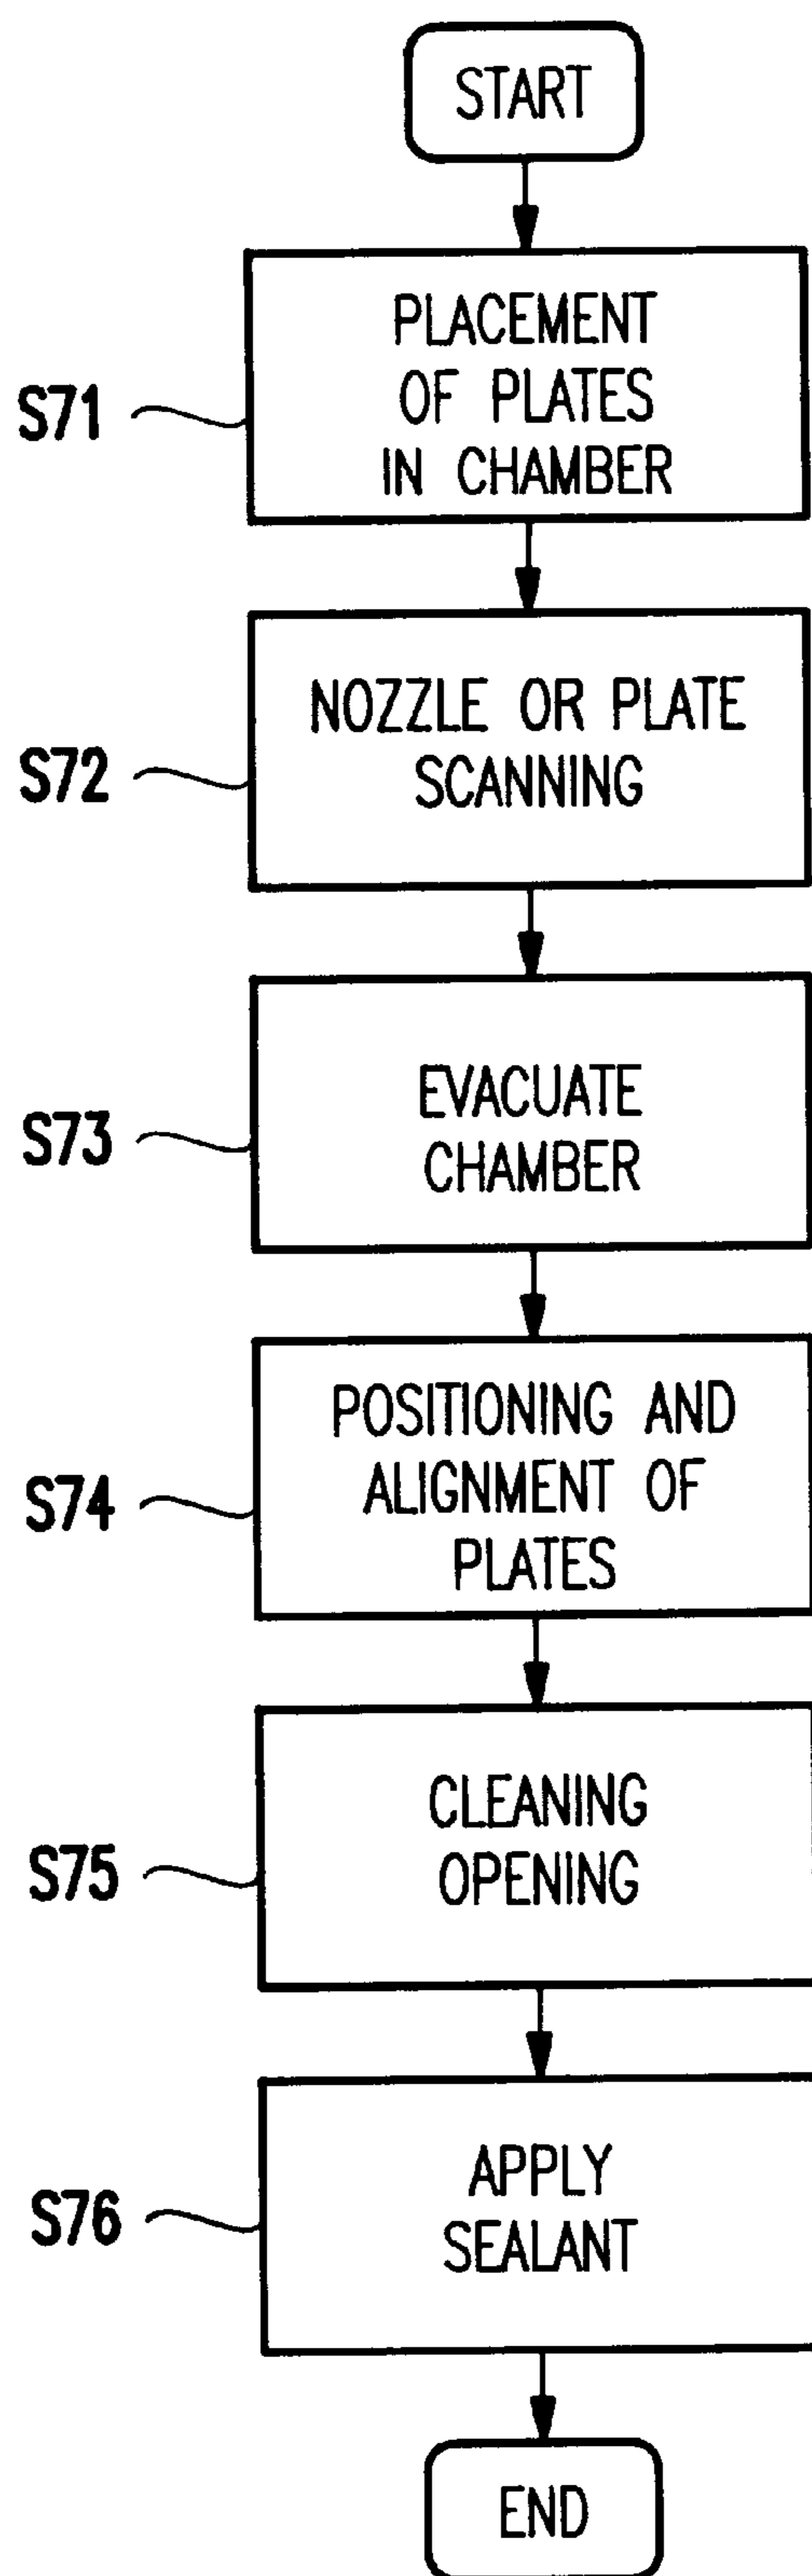 START
S71
PLACEMENT
OF PLATES
IN CHAMBER
S72
NOZZLE OR PLATE
SCANNING
S73
EVACUATE
CHAMBER
S74
POSITIONING AND
ALIGNMENT OF
PLATES
S75
CLEANING
OPENING
S76
APPLY
SEALANT
END